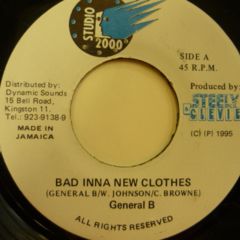 STUDIO
2000
SIDE A
45 R.P.M.
Distributed by:
Dynamic Sounds
15 Bell Road,
Kingston 11.
Tel.: 923-9138-9
MADE IN
JAMAICA
Produced by:
STEELY
& CLEVIE
(C) (P) 1995
BAD INNA NEW CLOTHES
(GENERAL B/W. JOHNSON/C. BROWNE)
General B
ALL RIGHTS RESERVED